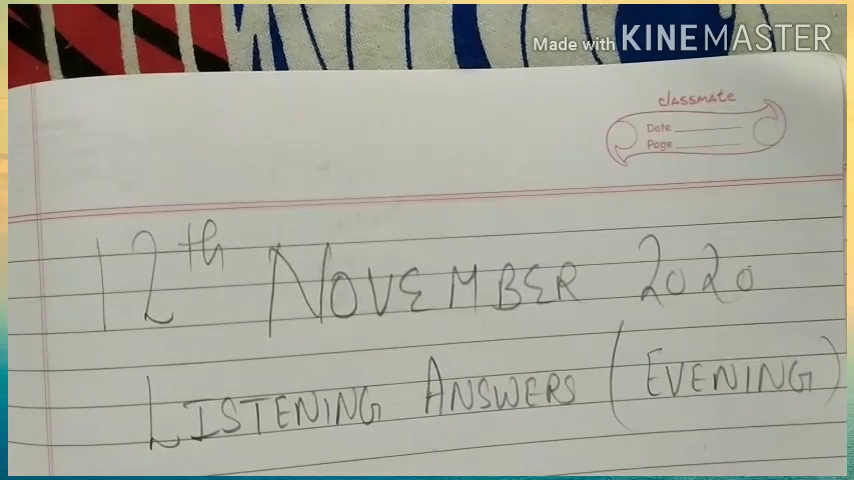 Made with KINEMASTER
classmate
Date
Page
12th NOVEMBER 2020
LISTENING ANSWERS (EVENING)